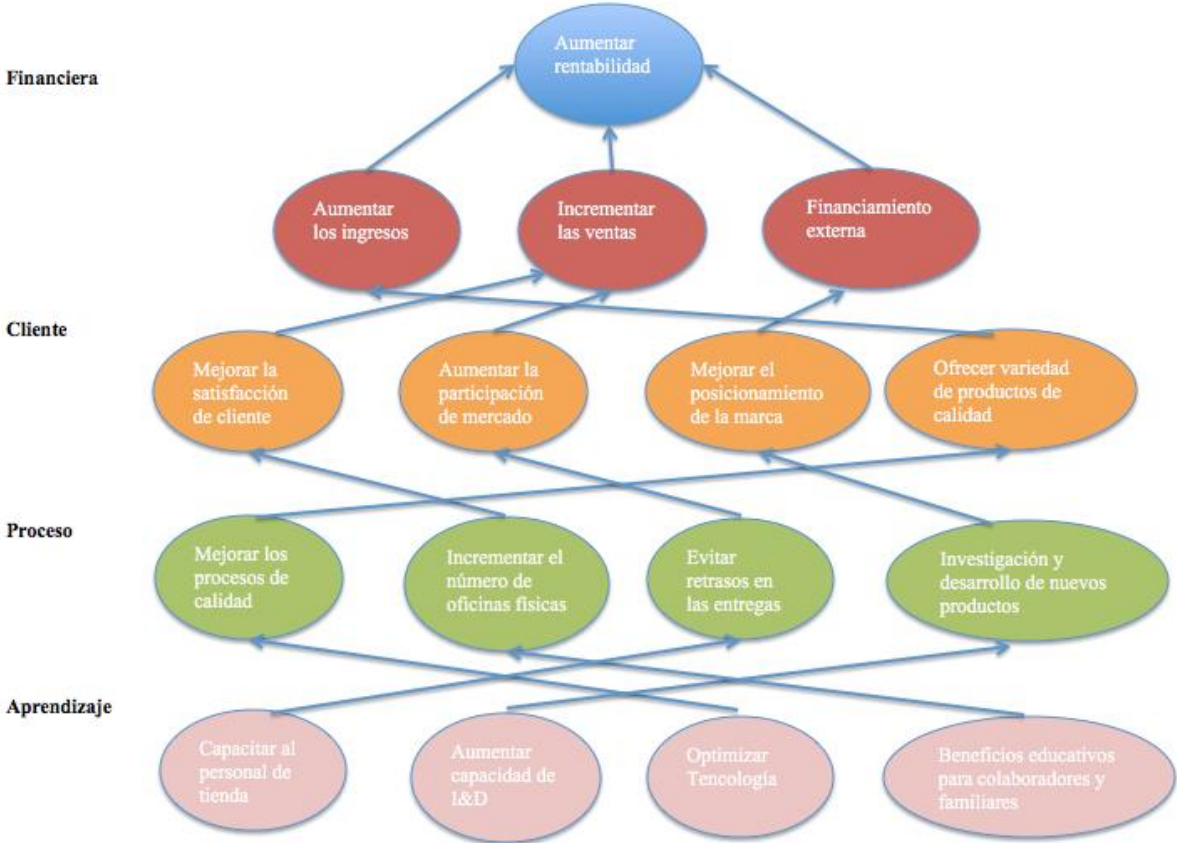 Financiera
Aumentar
rentabilidad
Aumentar
los ingresos
Incrementar
las ventas
Financiamiento
externa
Cliente
Mejorar la
satisfacción
de cliente
Aumentar la
participación
de mercado
Mejorar el
posicionamiento
de la marca
Ofrecer variedad
de productos de
calidad
Proceso
Mejorar los
procesos de
calidad
Incrementar el
número de
oficinas físicas
Evitar
retrasos en
las entregas
Investigación y
desarrollo de nuevos
productos
Aprendizaje
Capacitar al
personal de
tienda
Aumentar
capacidad de
I&D
Optimizar
Tencología
Beneficios educativos
para colaboradores y
familiares